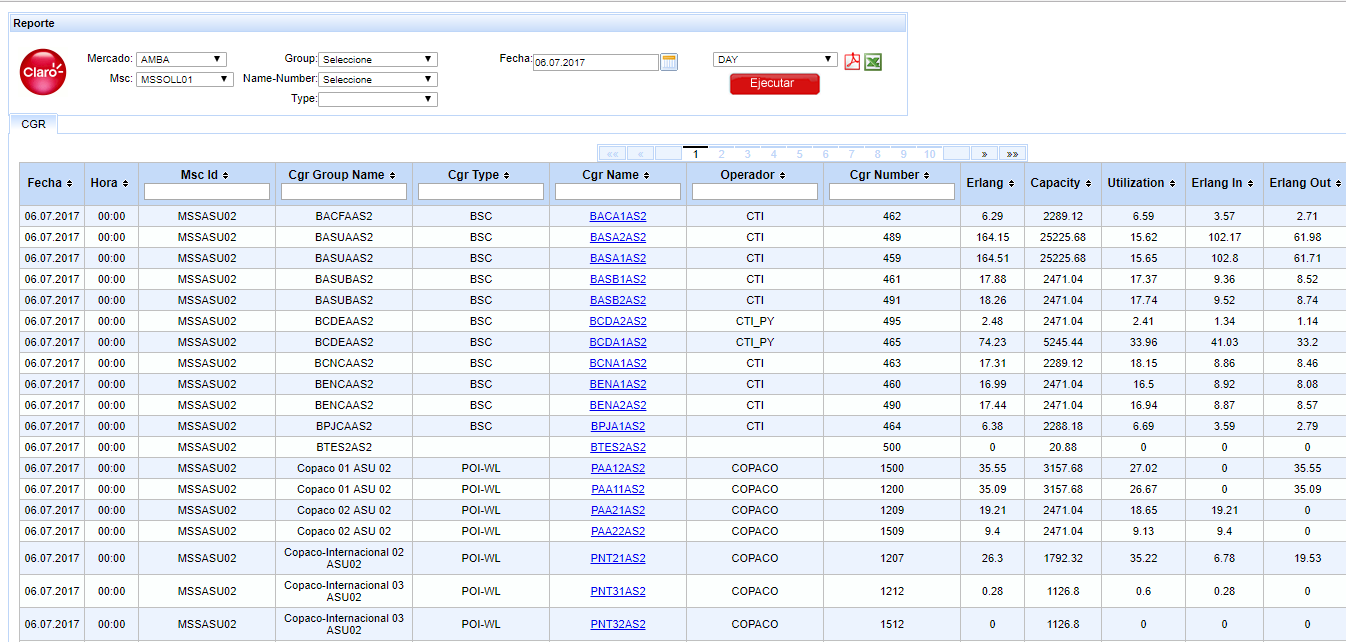 Reporte
Claro
Mercado: AMBA
Group: Seleccione
Fecha: 06.07.2017
DAY
Msc: MSSOLL01
Name-Number: Seleccione
Ejecutar
Type:
CGR
«« « 1 2 3 4 5 6 7 8 9 10 » »»
Fecha Hora Msc Id Cgr Group Name Cgr Type Cgr Name Operador Cgr Number Erlang Capacity Utilization Erlang In Erlang Out
06.07.2017 00:00 MSSASU02 BACFAAS2 BSC BACA1AS2 CTI 462 6.29 2289.12 6.59 3.57 2.71
06.07.2017 00:00 MSSASU02 BASUAAS2 BSC BASA2AS2 CTI 489 164.15 25225.68 15.62 102.17 61.98
06.07.2017 00:00 MSSASU02 BASUAAS2 BSC BASA1AS2 CTI 459 164.51 25225.68 15.65 102.8 61.71
06.07.2017 00:00 MSSASU02 BASUBAS2 BSC BASB1AS2 CTI 461 17.88 2471.04 17.37 9.36 8.52
06.07.2017 00:00 MSSASU02 BASUBAS2 BSC BASB2AS2 CTI 491 18.26 2471.04 17.74 9.52 8.74
06.07.2017 00:00 MSSASU02 BCDEAAS2 BSC BCDA2AS2 CTI_PY 495 2.48 2471.04 2.41 1.34 1.14
06.07.2017 00:00 MSSASU02 BCDEAAS2 BSC BCDA1AS2 CTI_PY 465 74.23 5245.44 33.96 41.03 33.2
06.07.2017 00:00 MSSASU02 BCNCAAS2 BSC BCNA1AS2 CTI 463 17.31 2289.12 18.15 8.86 8.46
06.07.2017 00:00 MSSASU02 BENCAAS2 BSC BENA1AS2 CTI 460 16.99 2471.04 16.5 8.92 8.08
06.07.2017 00:00 MSSASU02 BENCAAS2 BSC BENA2AS2 CTI 490 17.44 2471.04 16.94 8.87 8.57
06.07.2017 00:00 MSSASU02 BPJCAAS2 BSC BPJA1AS2 CTI 464 6.38 2288.18 6.69 3.59 2.79
06.07.2017 00:00 MSSASU02 BTES2AS2 BTES2AS2 500 0 20.88 0 0 0
06.07.2017 00:00 MSSASU02 Copaco 01 ASU 02 POI-WL PAA12AS2 COPACO 1500 35.55 3157.68 27.02 0 35.55
06.07.2017 00:00 MSSASU02 Copaco 01 ASU 02 POI-WL PAA11AS2 COPACO 1200 35.09 3157.68 26.67 0 35.09
06.07.2017 00:00 MSSASU02 Copaco 02 ASU 02 POI-WL PAA21AS2 COPACO 1209 19.21 2471.04 18.65 19.21 0
06.07.2017 00:00 MSSASU02 Copaco 02 ASU 02 POI-WL PAA22AS2 COPACO 1509 9.4 2471.04 9.13 9.4 0
06.07.2017 00:00 MSSASU02 Copaco-Internacional 02 ASU02 POI-WL PNT21AS2 COPACO 1207 26.3 1792.32 35.22 6.78 19.53
06.07.2017 00:00 MSSASU02 Copaco-Internacional 03 ASU02 POI-WL PNT31AS2 COPACO 1212 0.28 1126.8 0.6 0.28 0
06.07.2017 00:00 MSSASU02 Copaco-Internacional 03 ASU02 POI-WL PNT32AS2 COPACO 1512 0 1126.8 0 0 0